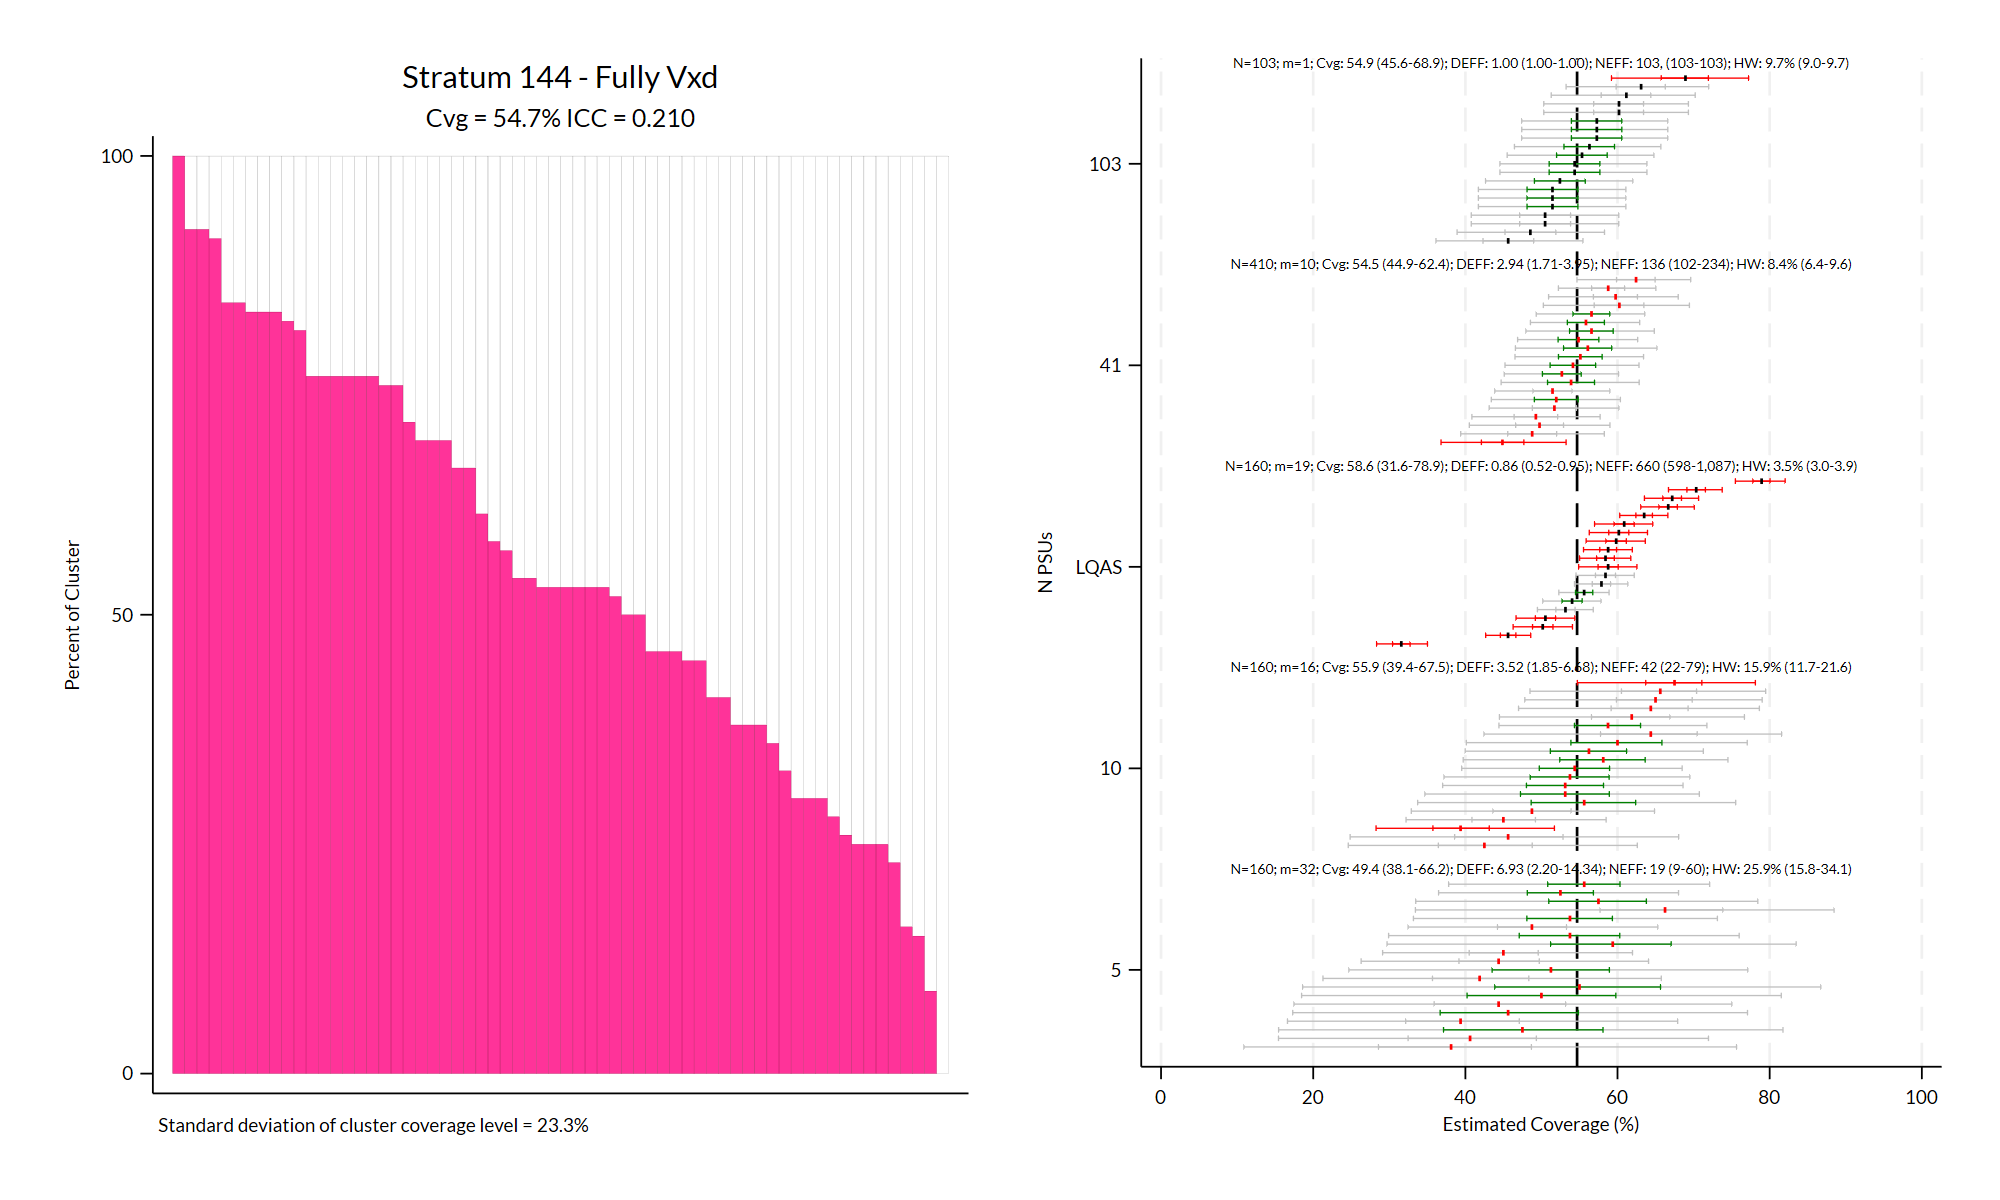 Stratum 144 - Fully Vxd
Cvg = 54.7% ICC = 0.210
Percent of Cluster
100
50
0
Standard deviation of cluster coverage level = 23.3%
N PSUs
N=103; m=1; Cvg: 54.9 (45.6-68.9); DEFF: 1.00 (1.00-1.00); NEFF: 103, (103-103); HW: 9.7% (9.0-9.7)
103
N=410; m=10; Cvg: 54.5 (44.9-62.4); DEFF: 2.94 (1.71-3.95); NEFF: 136 (102-234); HW: 8.4% (6.4-9.6)
41
N=160; m=19; Cvg: 58.6 (31.6-78.9); DEFF: 0.86 (0.52-0.95); NEFF: 660 (598-1,087); HW: 3.5% (3.0-3.9)
LQAS
N=160; m=16; Cvg: 55.9 (39.4-67.5); DEFF: 3.52 (1.85-6.68); NEFF: 42 (22-79); HW: 15.9% (11.7-21.6)
10
N=160; m=32; Cvg: 49.4 (38.1-66.2); DEFF: 6.93 (2.20-14.34); NEFF: 19 (9-60); HW: 25.9% (15.8-34.1)
5
0 20 40 60 80 100
Estimated Coverage (%)